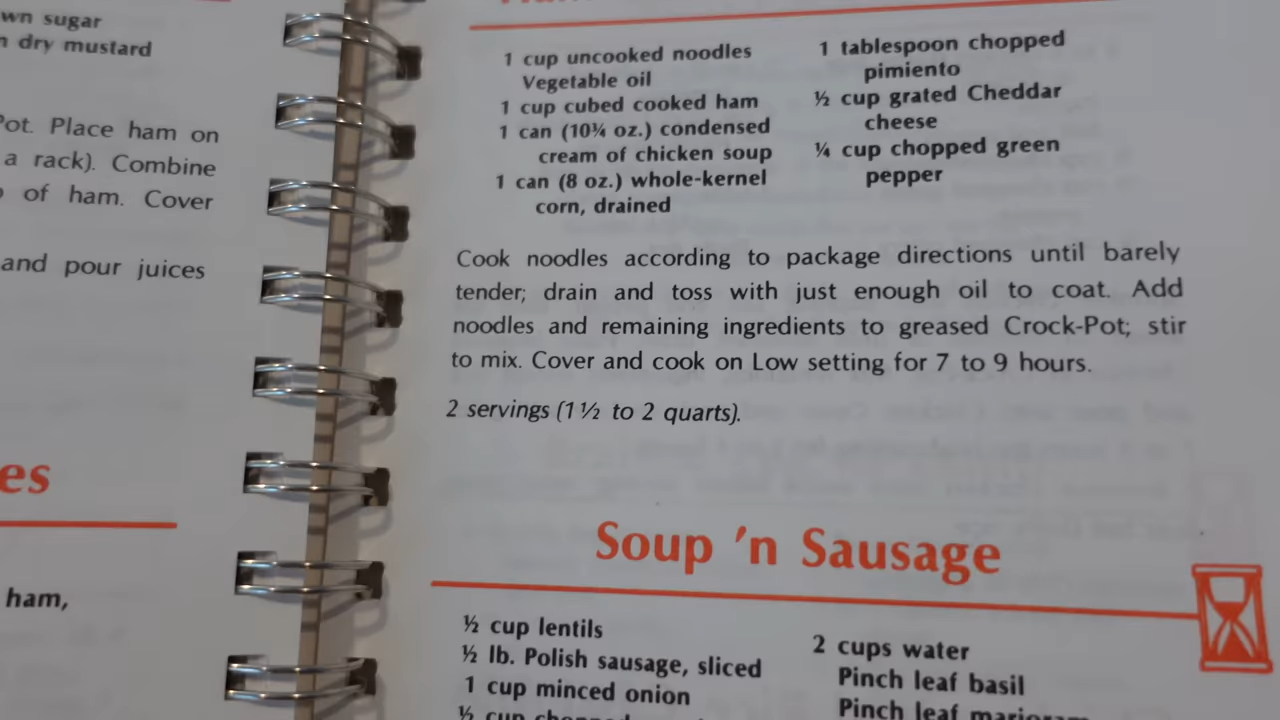 wn sugar
dry mustard
Pot. Place ham on
a rack). Combine
of ham. Cover
and pour juices
es
ham,
1 cup uncooked noodles
Vegetable oil
1 cup cubed cooked ham
1 can (10¾ oz.) condensed
cream of chicken soup
1 can (8 oz.) whole-kernel
corn, drained
1 tablespoon chopped
pimiento
½ cup grated Cheddar
cheese
¼ cup chopped green
pepper
Cook noodles according to package directions until barely
tender; drain and toss with just enough oil to coat. Add
noodles and remaining ingredients to greased Crock-Pot; stir
to mix. Cover and cook on Low setting for 7 to 9 hours.
2 servings (1½ to 2 quarts).
Soup 'n Sausage
½ cup lentils
½ lb. Polish sausage, sliced
1 cup minced onion
½ cup
2 cups water
Pinch leaf basil
Pinch leaf marjoram